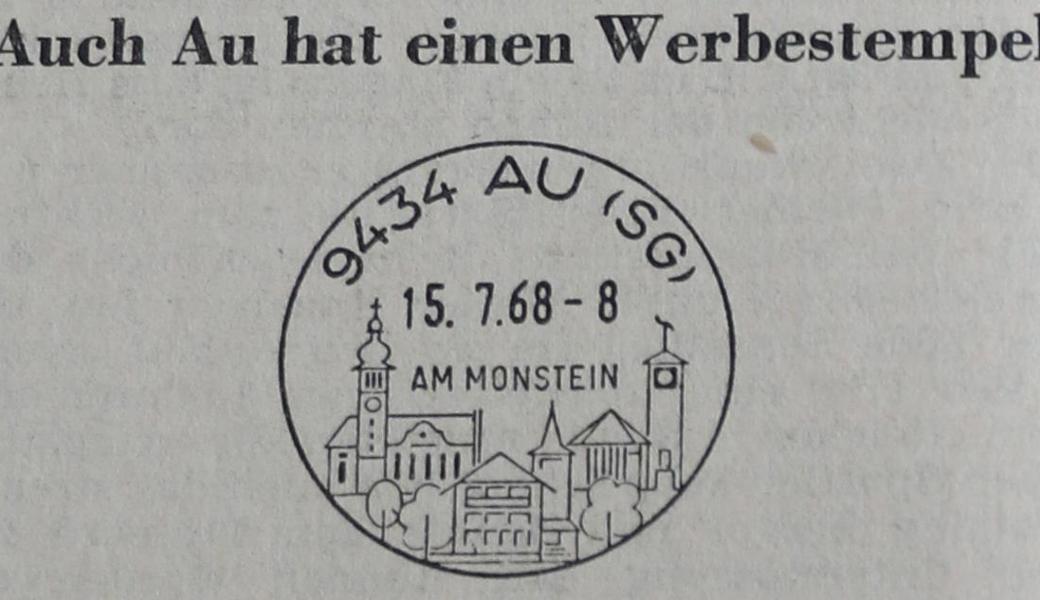 Auch Au hat einen Werbestempel
9434 AU (SG)
15. 7.68-8
AM MONSTEIN